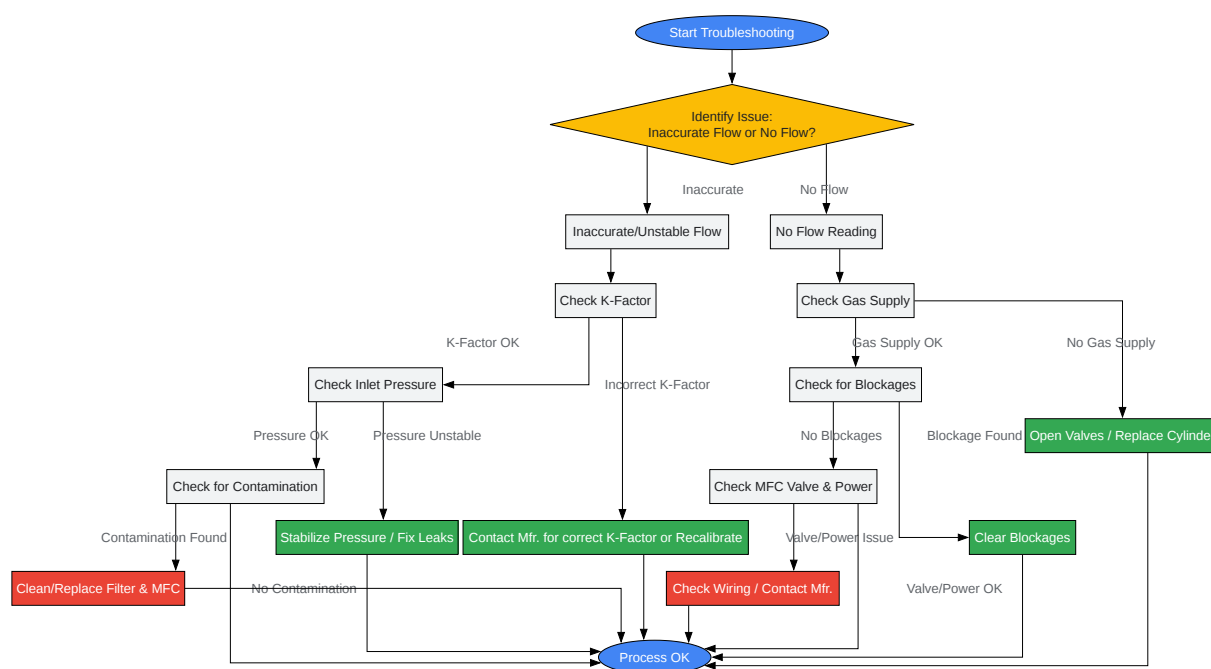 Start Troubleshooting
Identify Issue:
Inaccurate Flow or No Flow?
Inaccurate
No Flow
Inaccurate/Unstable Flow
No Flow Reading
Check K-Factor
Check Gas Supply
K-Factor OK
Gas Supply OK
No Gas Supply
Check Inlet Pressure
Incorrect K-Factor
Check for Blockages
Pressure OK
Pressure Unstable
No Blockages
Blockage Found
Open Valves / Replace Cylinde
Check for Contamination
Check MFC Valve & Power
Contamination Found
Stabilize Pressure / Fix Leaks
Contact Mfr. for correct K-Factor or Recalibrate
Valve/Power Issue
Clear Blockages
Clean/Replace Filter & MFC
No Contamination
Check Wiring / Contact Mfr.
Valve/Power OK
Process OK